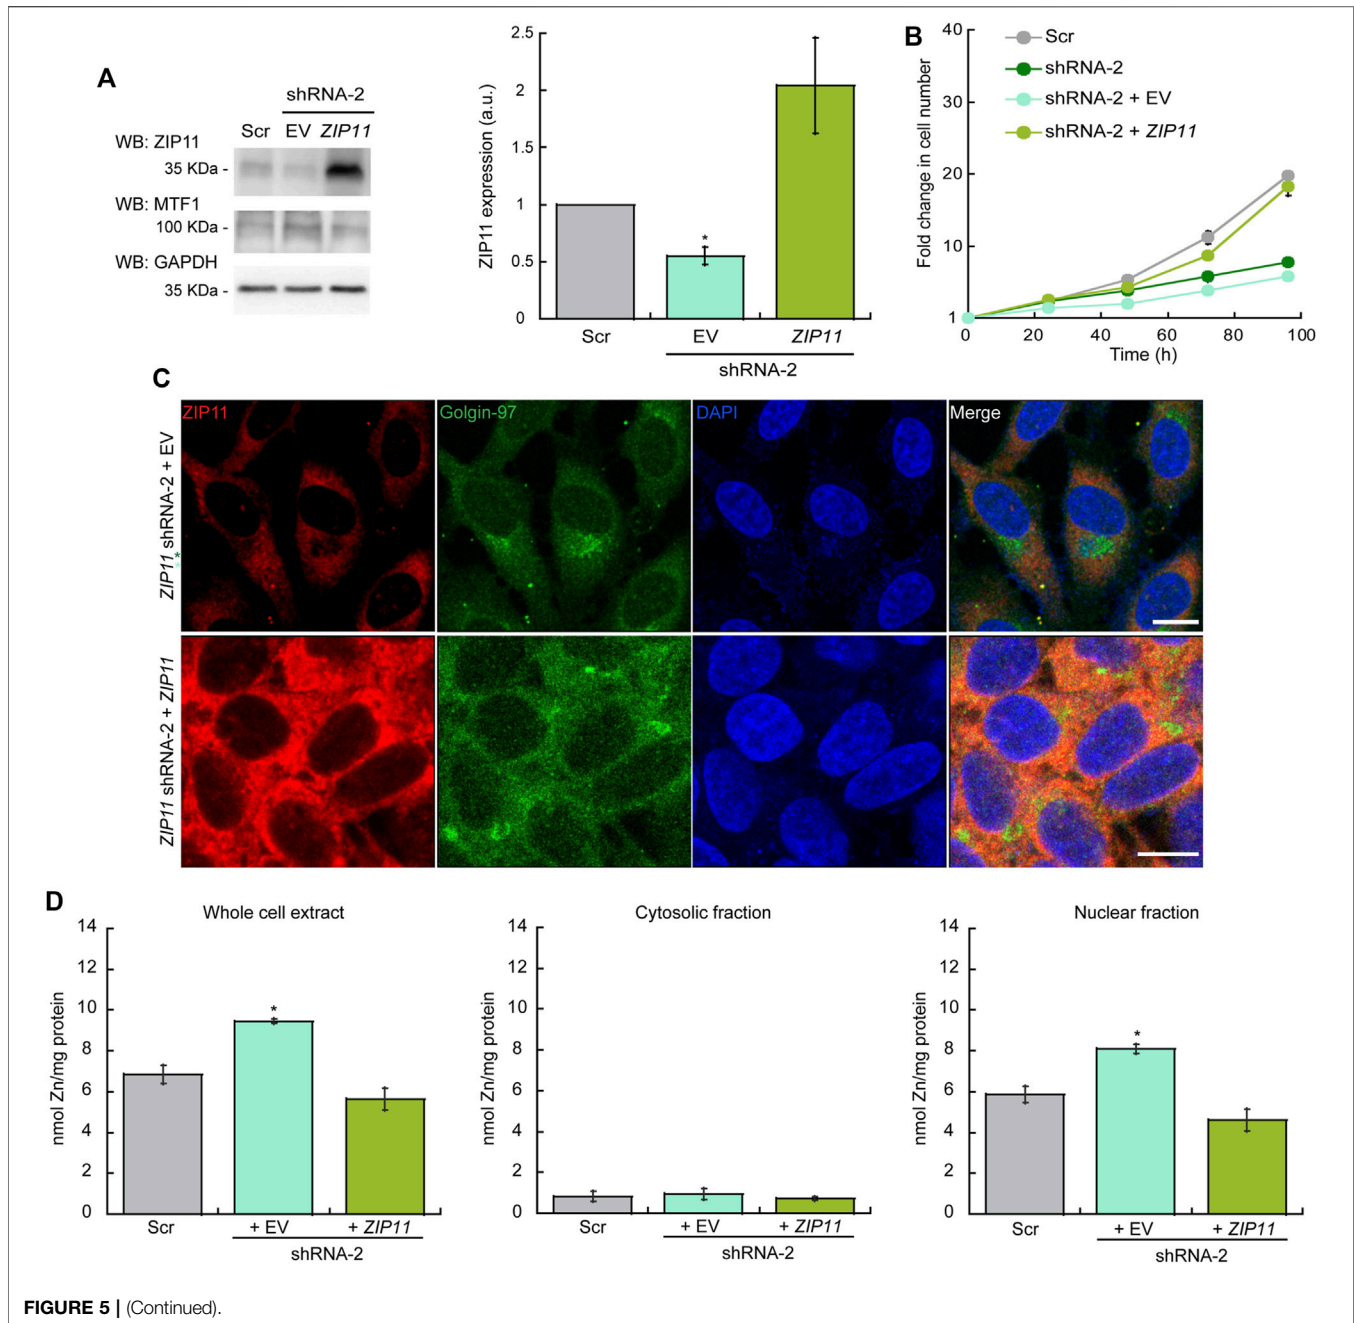 A
shRNA-2
Scr EV ZIP11
WB: ZIP11
35 KDa -
WB: MTF1
100 KDa -
WB: GAPDH
35 KDa -
ZIP11 expression (a.u.)
2.5
2
1.5
1
0.5
0
*
Scr EV ZIP11
shRNA-2
B
Fold change in cell number
40
30
20
10
1
0 20 40 60 80 100
Time (h)
Scr
shRNA-2
shRNA-2 + EV
shRNA-2 + ZIP11
C
ZIP11 Golgin-97 DAPI Merge
ZIP11 shRNA-2 + EV
**
ZIP11 shRNA-2 + ZIP11
D
Whole cell extract
nmol Zn/mg protein
14
12
10
8
6
4
2
0
*
Scr + EV + ZIP11
shRNA-2
Cytosolic fraction
nmol Zn/mg protein
14
12
10
8
6
4
2
0
Scr + EV + ZIP11
shRNA-2
Nuclear fraction
nmol Zn/mg protein
14
12
10
8
6
4
2
0
*
Scr + EV + ZIP11
shRNA-2
FIGURE 5 | (Continued).